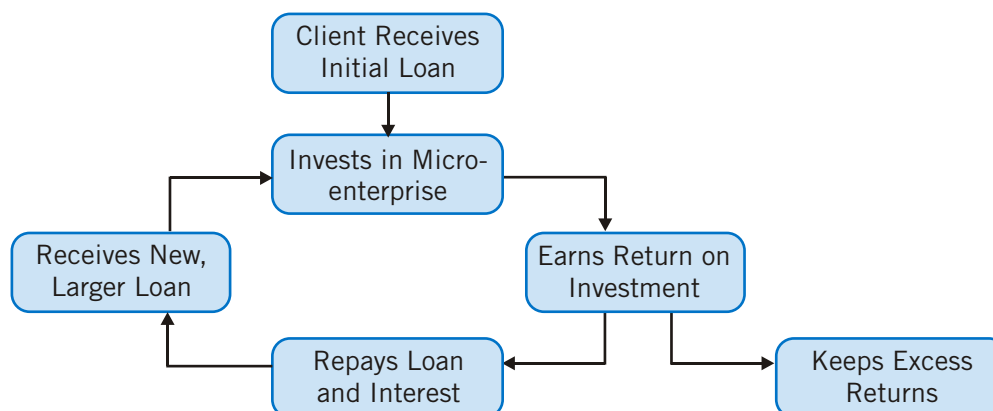 Client Receives
Initial Loan
Invests in Micro-
enterprise
Receives New,
Larger Loan
Earns Return on
Investment
Repays Loan
and Interest
Keeps Excess
Returns